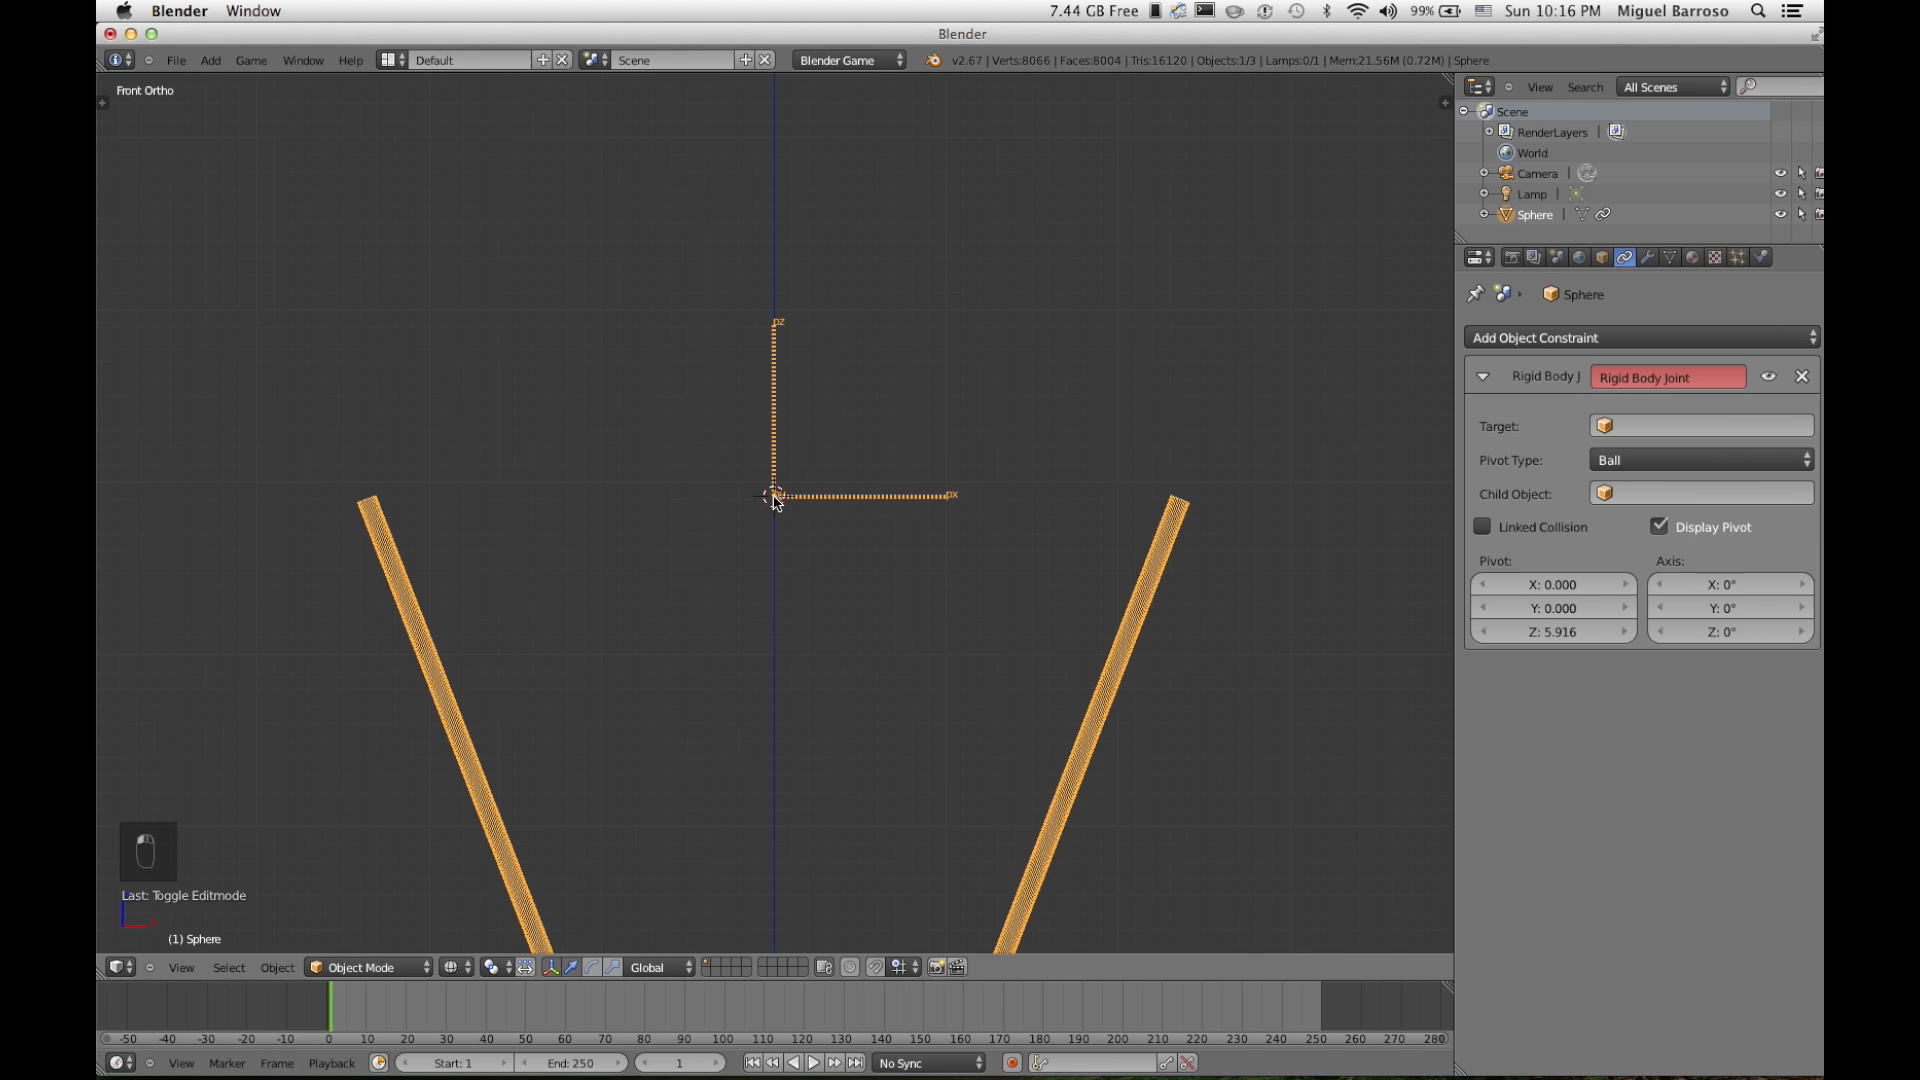 Blender Window 7.44 GB Free 99% Sun 10:16 PM Miguel Barroso
Blender
File Add Game Window Help Default Scene Blender Game v2.67 | Verts:8066 | Faces:8004 | Tris:16120 | Objects:1/3 | Lamps:0/1 | Mem:21.56M (0.72M) | Sphere
View Search All Scenes
Front Ortho
Scene
RenderLayers |
World
Camera |
Lamp |
Sphere |
Sphere
Add Object Constraint
Rigid Body J Rigid Body Joint
Target:
Pivot Type: Ball
Child Object:
Linked Collision Display Pivot
Pivot: Axis:
X: 0.000 X: 0°
Y: 0.000 Y: 0°
Z: 5.916 Z: 0°
pz
px
Last: Toggle Editmode
(1) Sphere
View Select Object Object Mode Global
-50 -40 -30 -20 -10 0 10 20 30 40 50 60 70 80 90 100 110 120 130 140 150 160 170 180 190 200 210 220 230 240 250 260 270 280
View Marker Frame Playback Start: 1 End: 250 1 No Sync